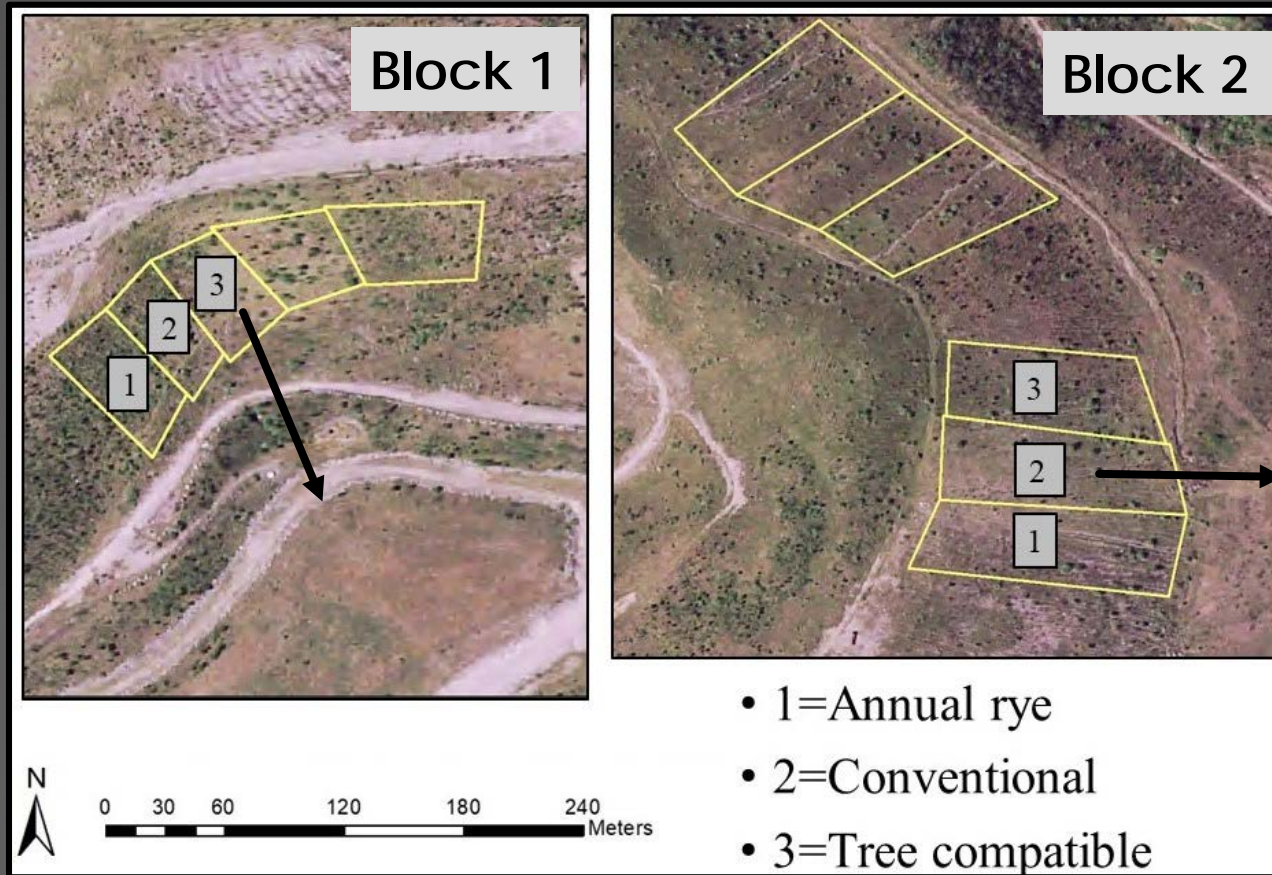 Block 1
Block 2
3
2
1
3
2
1
• 1=Annual rye
• 2=Conventional
• 3=Tree compatible
N
0 30 60 120 180 240
Meters